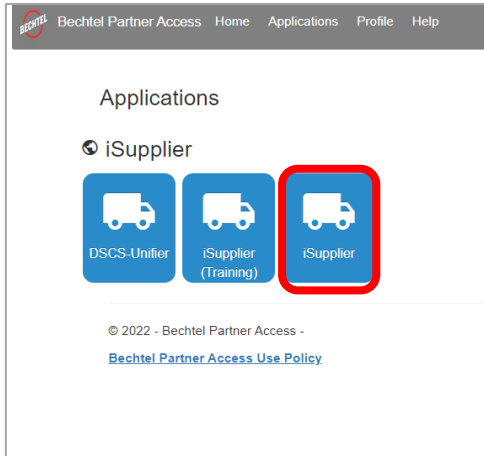 BECHTEL Bechtel Partner Access Home Applications Profile Help
Applications
iSupplier
DSCS-Unifier iSupplier iSupplier
(Training)
© 2022 - Bechtel Partner Access -
Bechtel Partner Access Use Policy